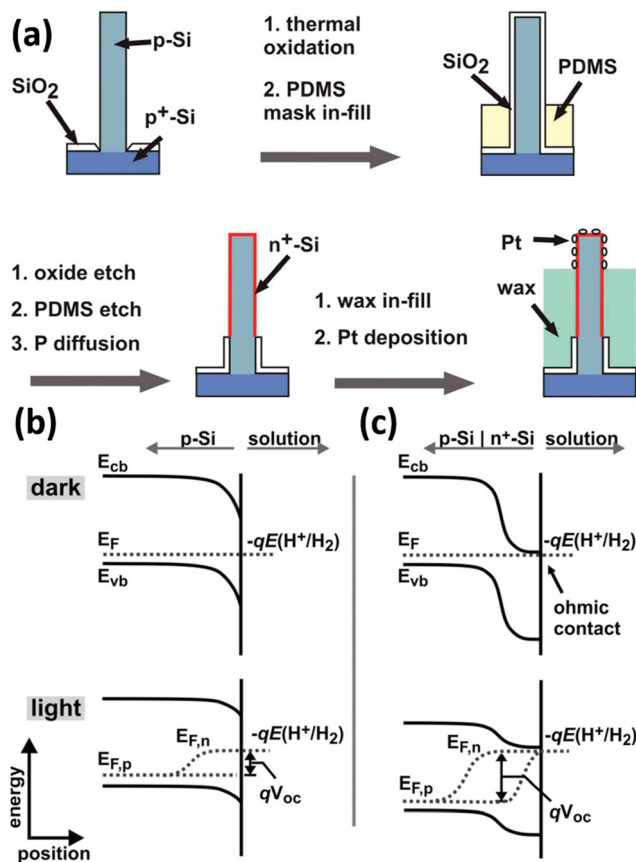 (a)
p-Si
SiO2
p+-Si
1. thermal
oxidation
2. PDMS
mask in-fill
SiO2
PDMS
1. oxide etch
2. PDMS etch
3. P diffusion
n+-Si
1. wax in-fill
2. Pt deposition
Pt
wax
(b)
p-Si
solution
Ecb
dark
EF
-qE(H+/H2)
Evb
light
EF,n
-qE(H+/H2)
EF,p
qVoc
energy
position
(c)
p-Si | n+-Si
solution
Ecb
EF
-qE(H+/H2)
Evb
ohmic
contact
EF,n
-qE(H+/H2)
EF,p
qVoc